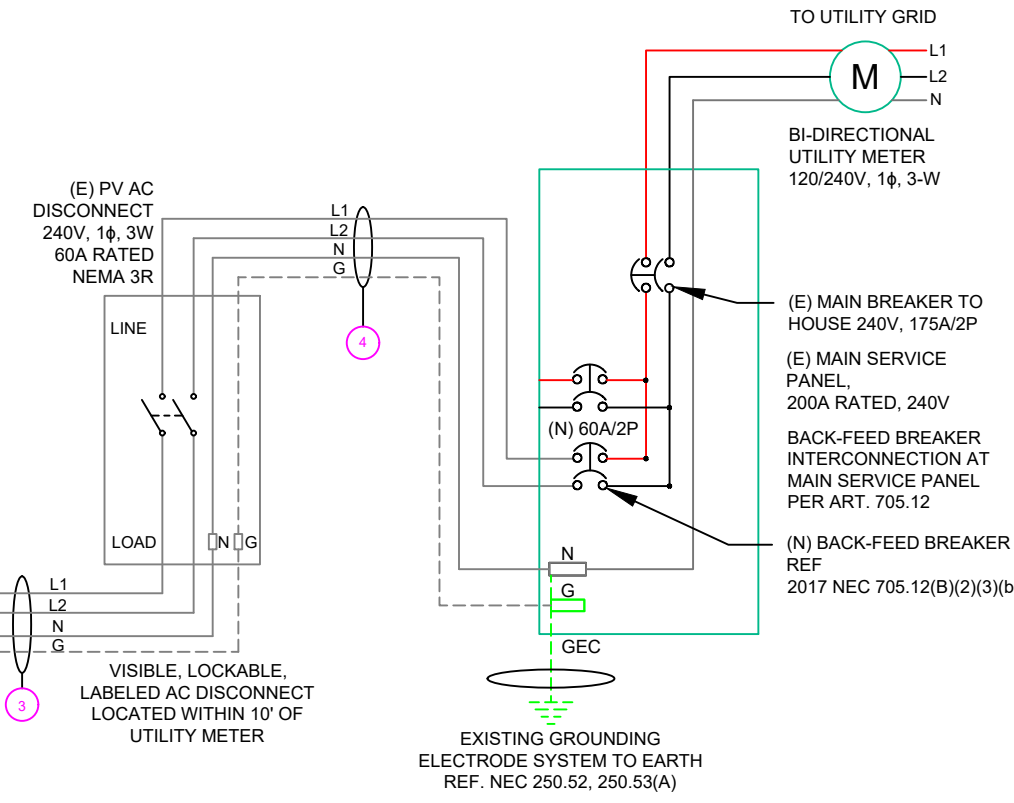 TO UTILITY GRID
L1
L2
N
M
BI-DIRECTIONAL
UTILITY METER
120/240V, 1ϕ, 3-W
(E) PV AC
DISCONNECT
240V, 1ϕ, 3W
60A RATED
NEMA 3R
L1
L2
N
G
4
LINE
LOAD
N
G
(E) MAIN BREAKER TO
HOUSE 240V, 175A/2P
(E) MAIN SERVICE
PANEL,
200A RATED, 240V
BACK-FEED BREAKER
INTERCONNECTION AT
MAIN SERVICE PANEL
PER ART. 705.12
(N) 60A/2P
(N) BACK-FEED BREAKER
REF
2017 NEC 705.12(B)(2)(3)(b
N
G
GEC
L1
L2
N
G
3
VISIBLE, LOCKABLE,
LABELED AC DISCONNECT
LOCATED WITHIN 10' OF
UTILITY METER
EXISTING GROUNDING
ELECTRODE SYSTEM TO EARTH
REF. NEC 250.52, 250.53(A)